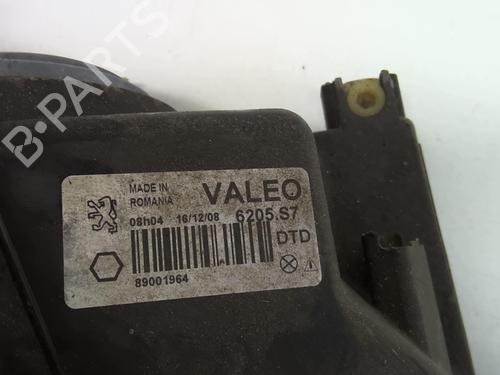 B-PARTS
MADE IN
ROMANIA
VALEO
08h04 16/12/08 6205.S7
DTD
89001964